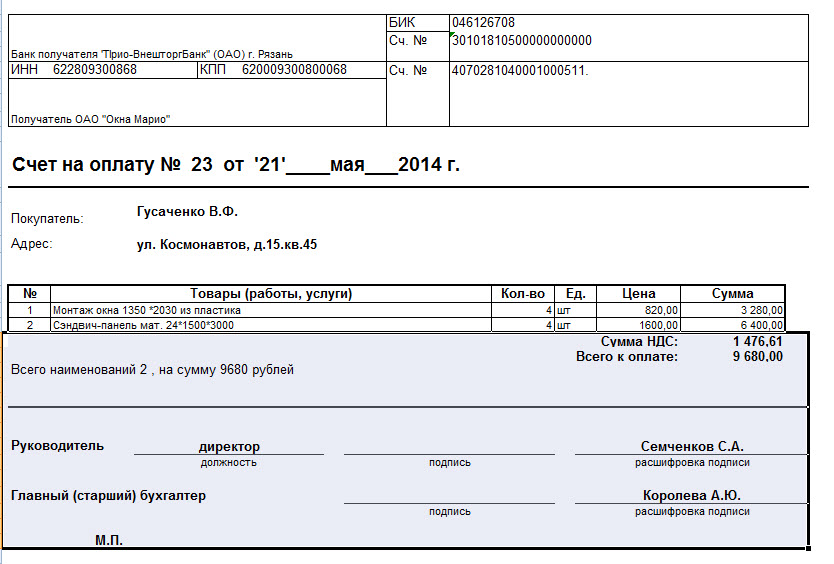 БИК 046126708
Сч. № 30101810500000000000
Банк получателя "Прио-ВнешторгБанк" (ОАО) г. Рязань
ИНН 622809300868 КПП 620009300800068 Сч. № 4070281040001000511.
Получатель ОАО "Окна Марио"
Счет на оплату № 23 от '21'____мая___2014 г.
Покупатель: Гусаченко В.Ф.
Адрес: ул. Космонавтов, д.15.кв.45
№ Товары (работы, услуги) Кол-во Ед. Цена Сумма
1 Монтаж окна 1350 *2030 из пластика 4 шт 820,00 3 280,00
2 Сэндвич-панель мат. 24*1500*3000 4 шт 1600,00 6 400,00
Сумма НДС: 1 476,61
Всего к оплате: 9 680,00
Всего наименований 2 , на сумму 9680 рублей
Руководитель директор Семченков С.А.
должность подпись расшифровка подписи
Главный (старший) бухгалтер Королева А.Ю.
подпись расшифровка подписи
М.П.